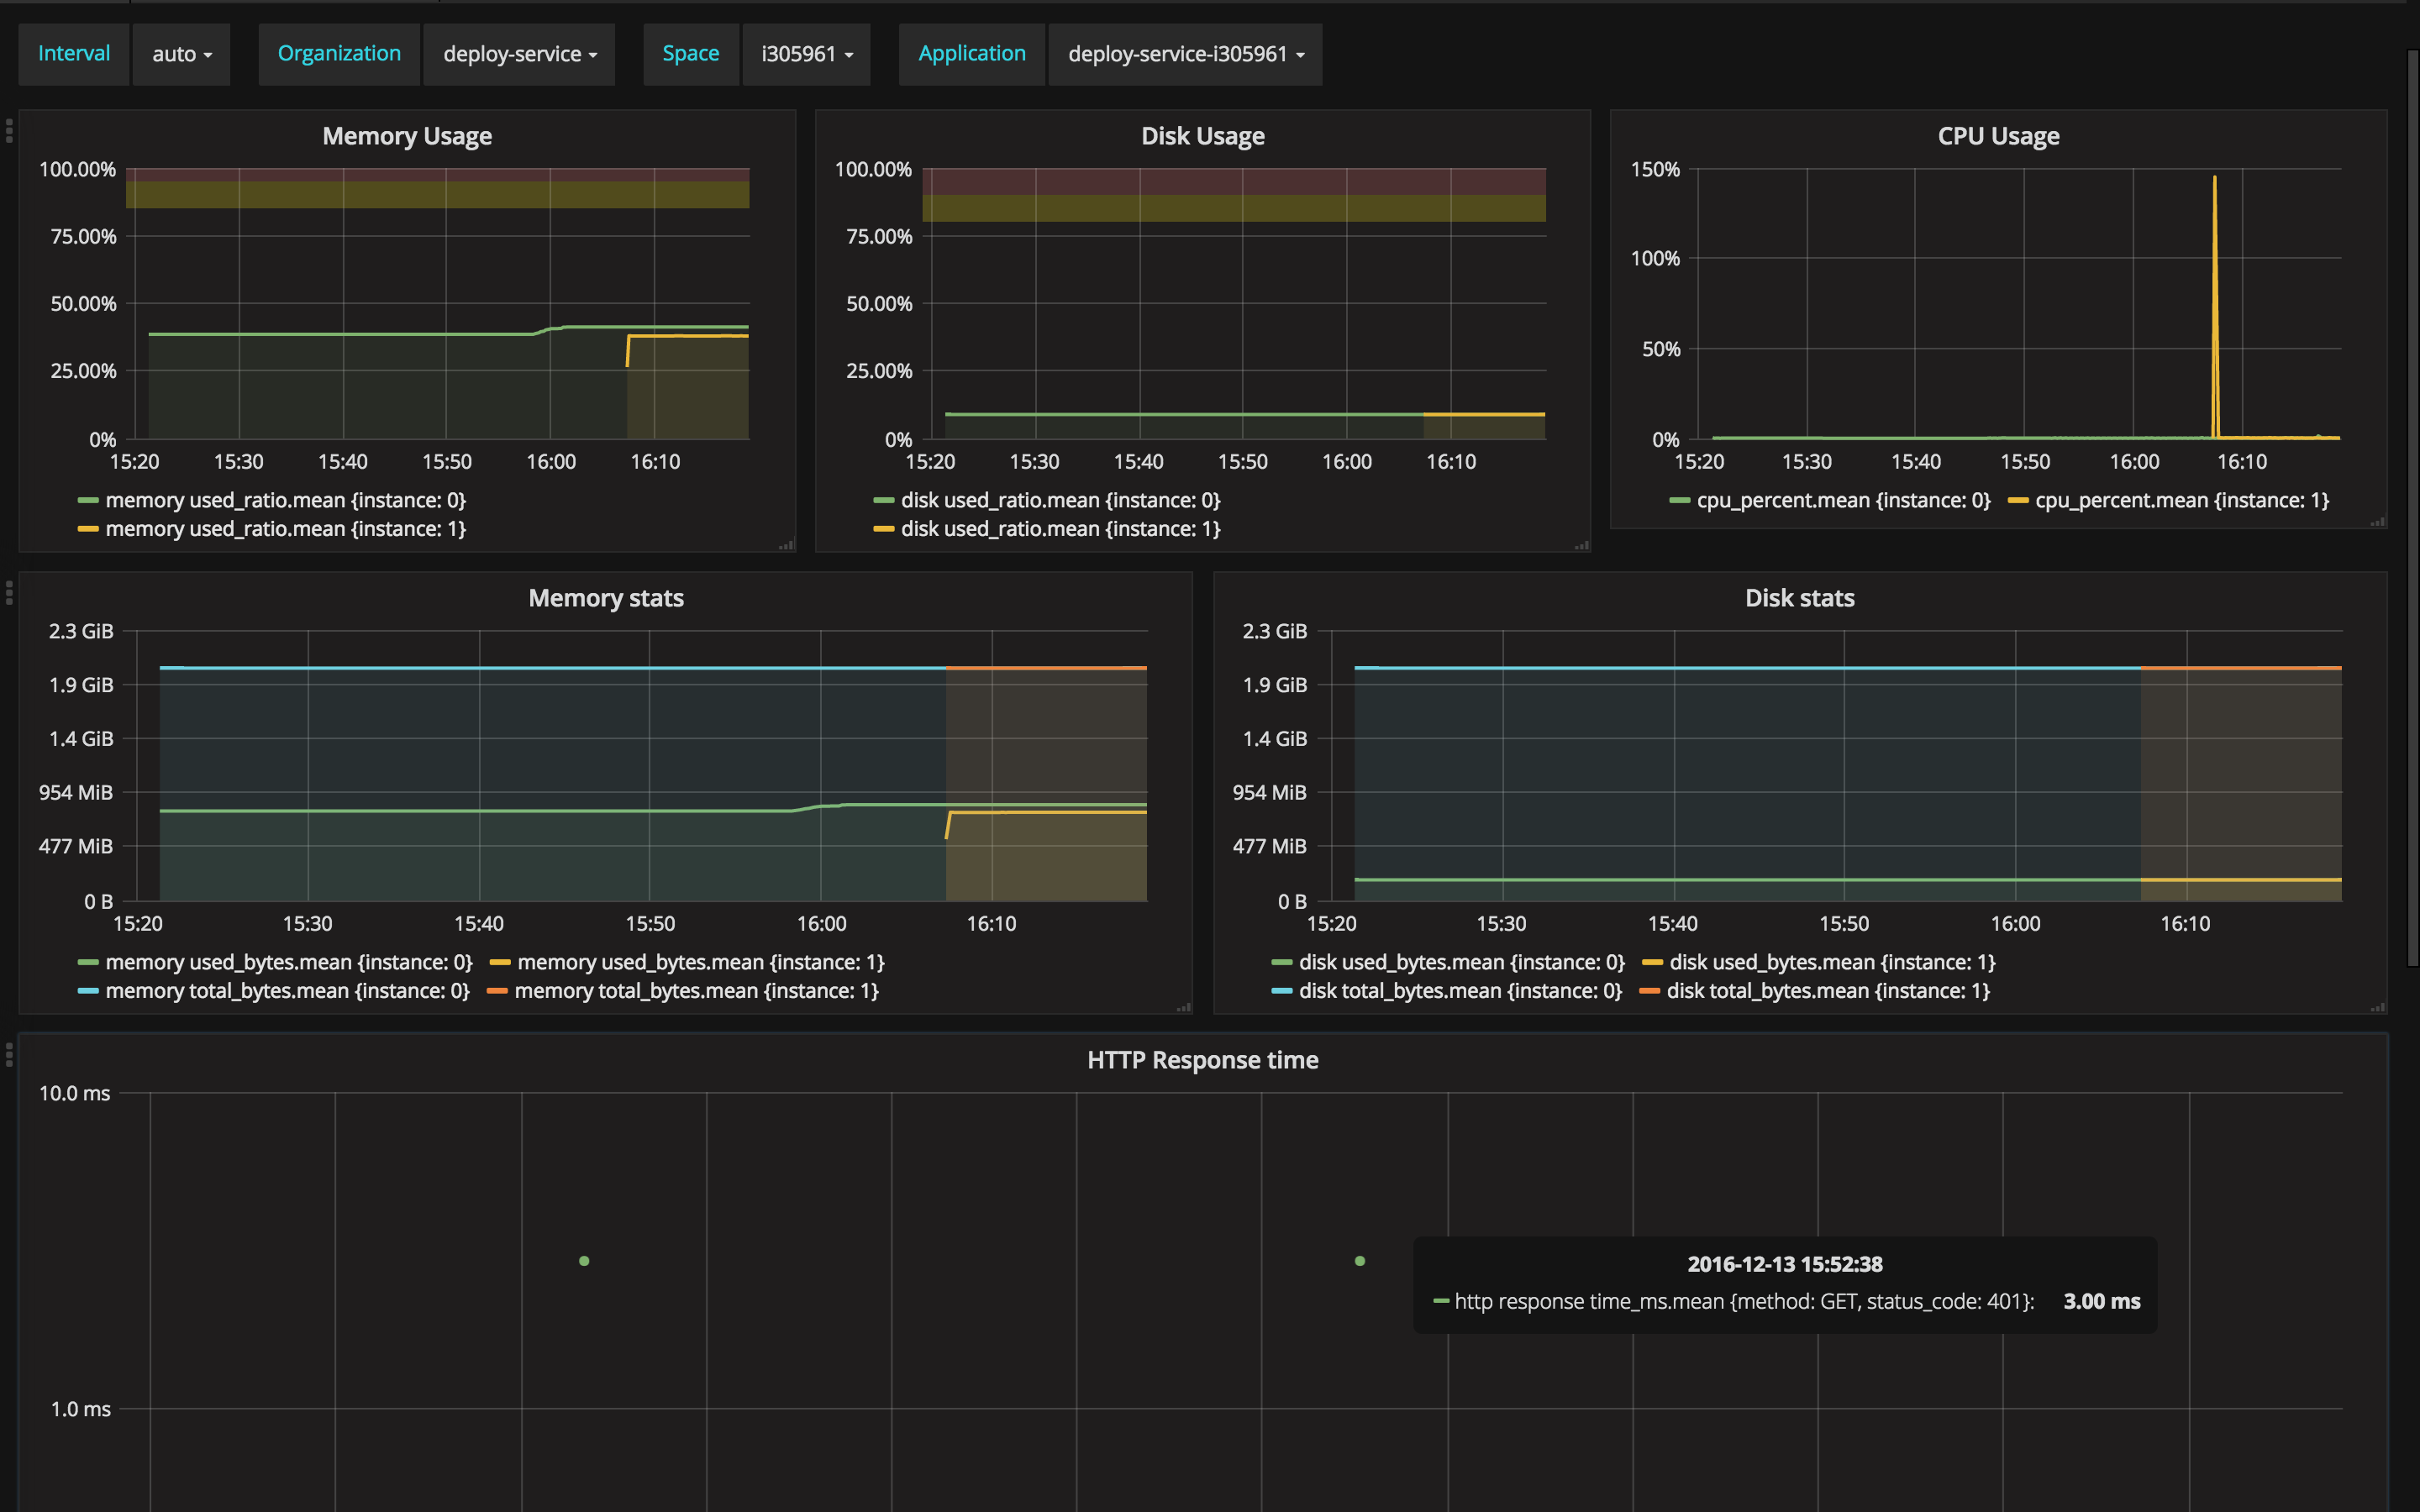 Interval auto Organization deploy-service Space i305961 Application deploy-service-i305961
Memory Usage
100.00%
75.00%
50.00%
25.00%
0%
15:20 15:30 15:40 15:50 16:00 16:10
memory used_ratio.mean {instance: 0}
memory used_ratio.mean {instance: 1}
Disk Usage
100.00%
75.00%
50.00%
25.00%
0%
15:20 15:30 15:40 15:50 16:00 16:10
disk used_ratio.mean {instance: 0}
disk used_ratio.mean {instance: 1}
CPU Usage
150%
100%
50%
0%
15:20 15:30 15:40 15:50 16:00 16:10
cpu_percent.mean {instance: 0} cpu_percent.mean {instance: 1}
Memory stats
2.3 GiB
1.9 GiB
1.4 GiB
954 MiB
477 MiB
0 B
15:20 15:30 15:40 15:50 16:00 16:10
memory used_bytes.mean {instance: 0} memory used_bytes.mean {instance: 1}
memory total_bytes.mean {instance: 0} memory total_bytes.mean {instance: 1}
Disk stats
2.3 GiB
1.9 GiB
1.4 GiB
954 MiB
477 MiB
0 B
15:20 15:30 15:40 15:50 16:00 16:10
disk used_bytes.mean {instance: 0} disk used_bytes.mean {instance: 1}
disk total_bytes.mean {instance: 0} disk total_bytes.mean {instance: 1}
HTTP Response time
10.0 ms
1.0 ms
2016-12-13 15:52:38
http response time_ms.mean {method: GET, status_code: 401}: 3.00 ms